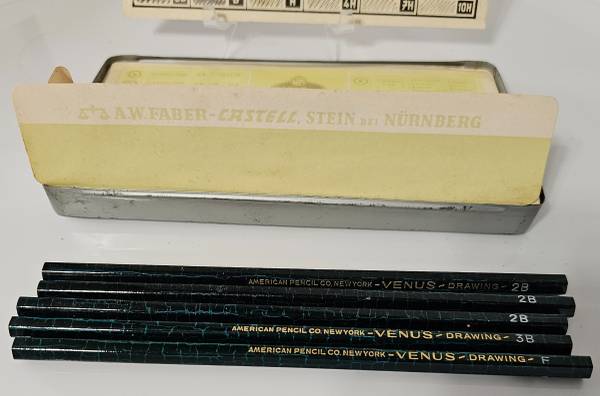 H 4H 7H 10H
A.W. FABER-CASTELL, STEIN BEI NÜRNBERG
AMERICAN PENCIL CO. NEW YORK -VENUS-DRAWING- 2B
2B
2B
AMERICAN PENCIL CO. NEW YORK -VENUS-DRAWING- 3B
AMERICAN PENCIL CO. NEW YORK -VENUS-DRAWING- F